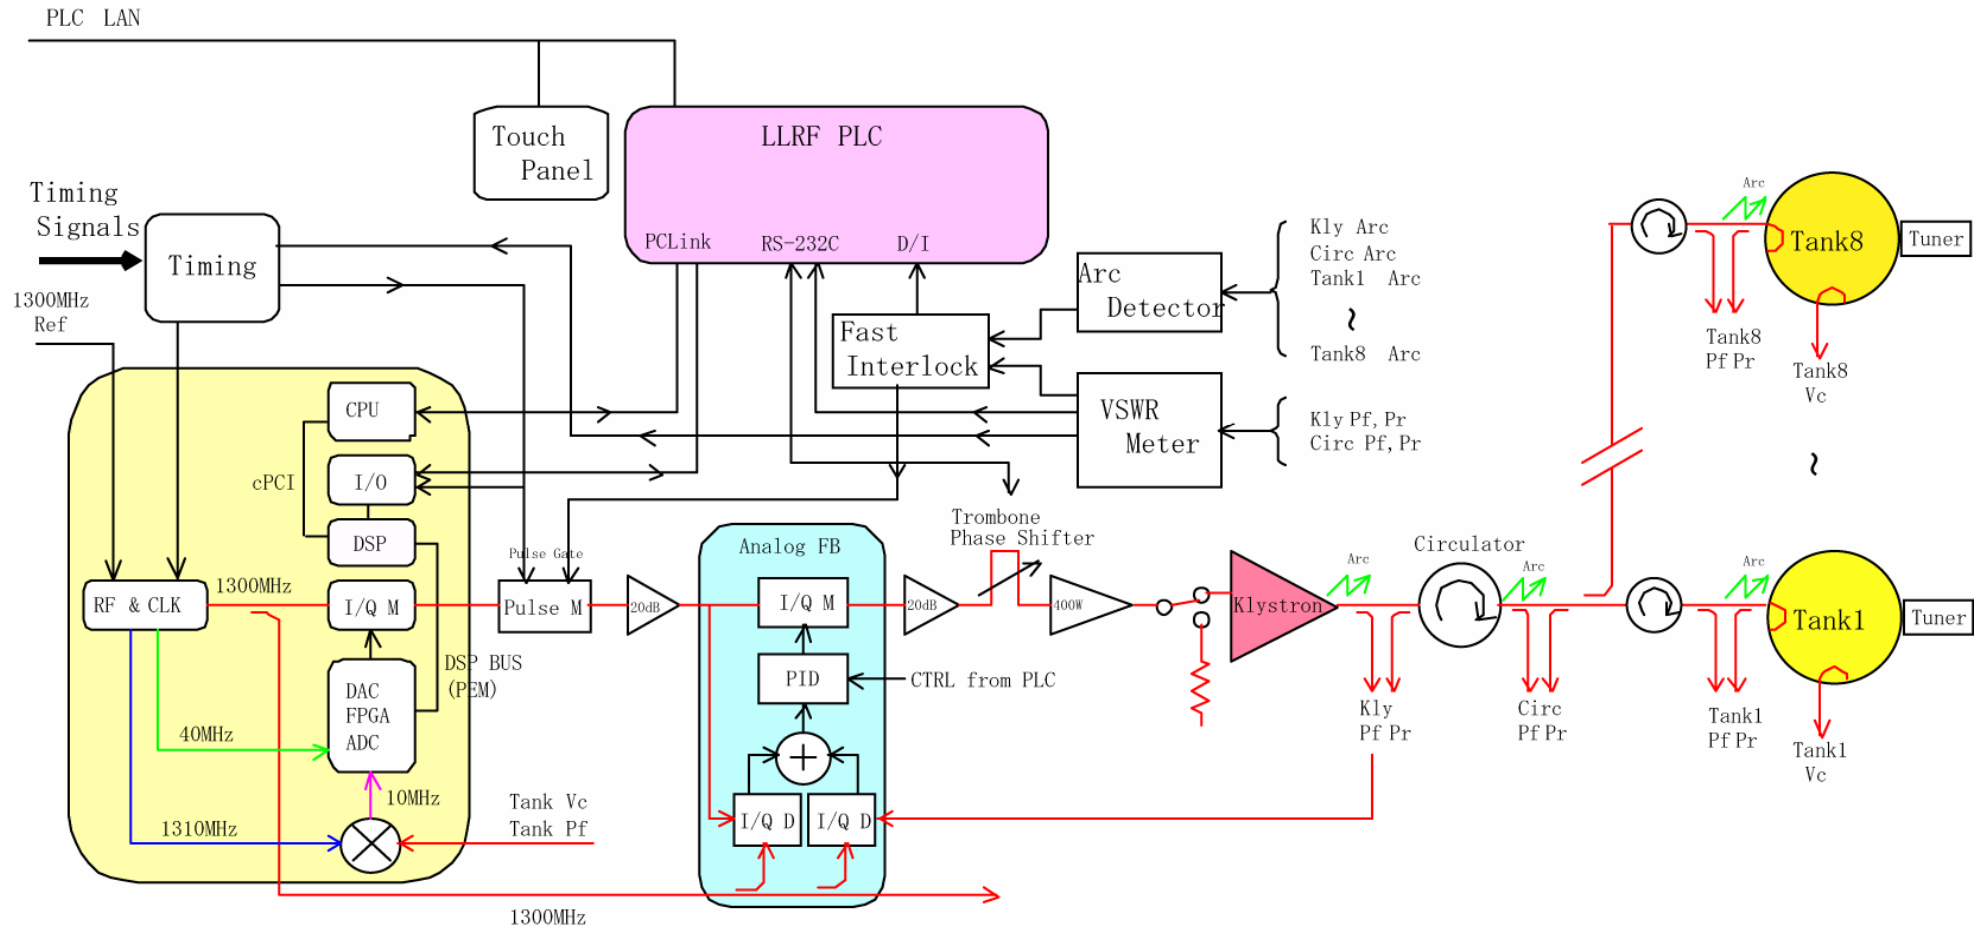 PLC LAN
Touch
Panel
LLRF PLC
PCLink
RS-232C
D/I
Timing
Signals
Timing
1300MHz
Ref
Arc
Detector
Kly Arc
Circ Arc
Tank1 Arc
~
Tank8 Arc
Fast
Interlock
VSWR
Meter
Kly Pf,Pr
Circ Pf,Pr
Arc
Tank8
Tuner
Tank8
Pf Pr
Tank8
Vc
~
CPU
cPCI
I/O
DSP
RF & CLK
1300MHz
I/Q M
DSP BUS
(PEM)
DAC
FPGA
ADC
40MHz
10MHz
1310MHz
Tank Vc
Tank Pf
1300MHz
Pulse Gate
Pulse M
20dB
Analog FB
I/Q M
PID
CTRL from PLC
I/Q D
I/Q D
20dB
Trombone
Phase Shifter
400W
Klystron
Arc
Circulator
Arc
Kly
Pf Pr
Circ
Pf Pr
Arc
Tank1
Tuner
Tank1
Pf Pr
Tank1
Vc